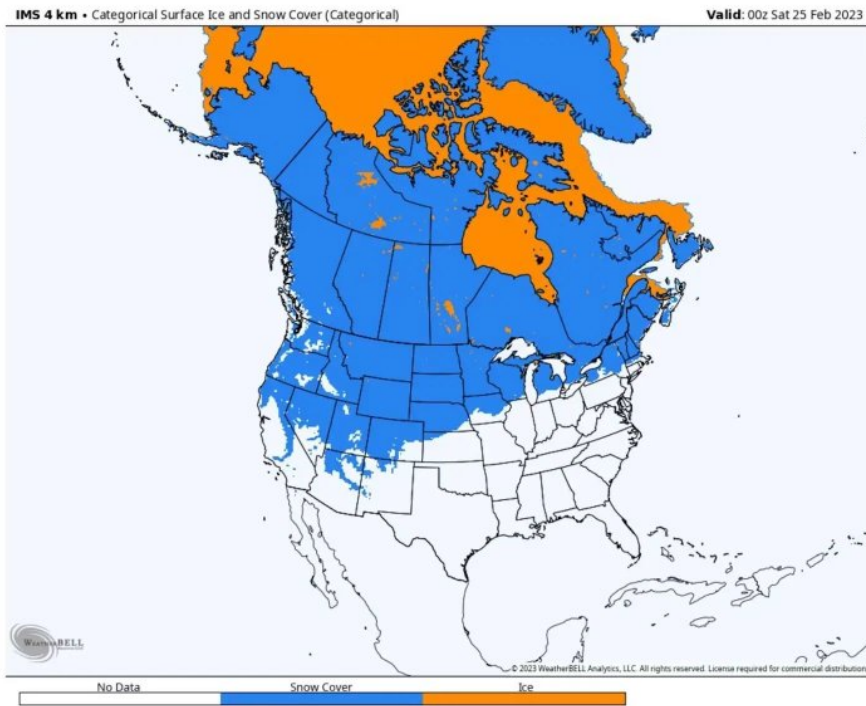 IMS 4 km • Categorical Surface Ice and Snow Cover (Categorical) Valid: 00z Sat 25 Feb 2023
WeatherBELL
© 2023 WeatherBELL Analytics, LLC. All rights reserved. License required for commercial distribution
No Data Snow Cover Ice